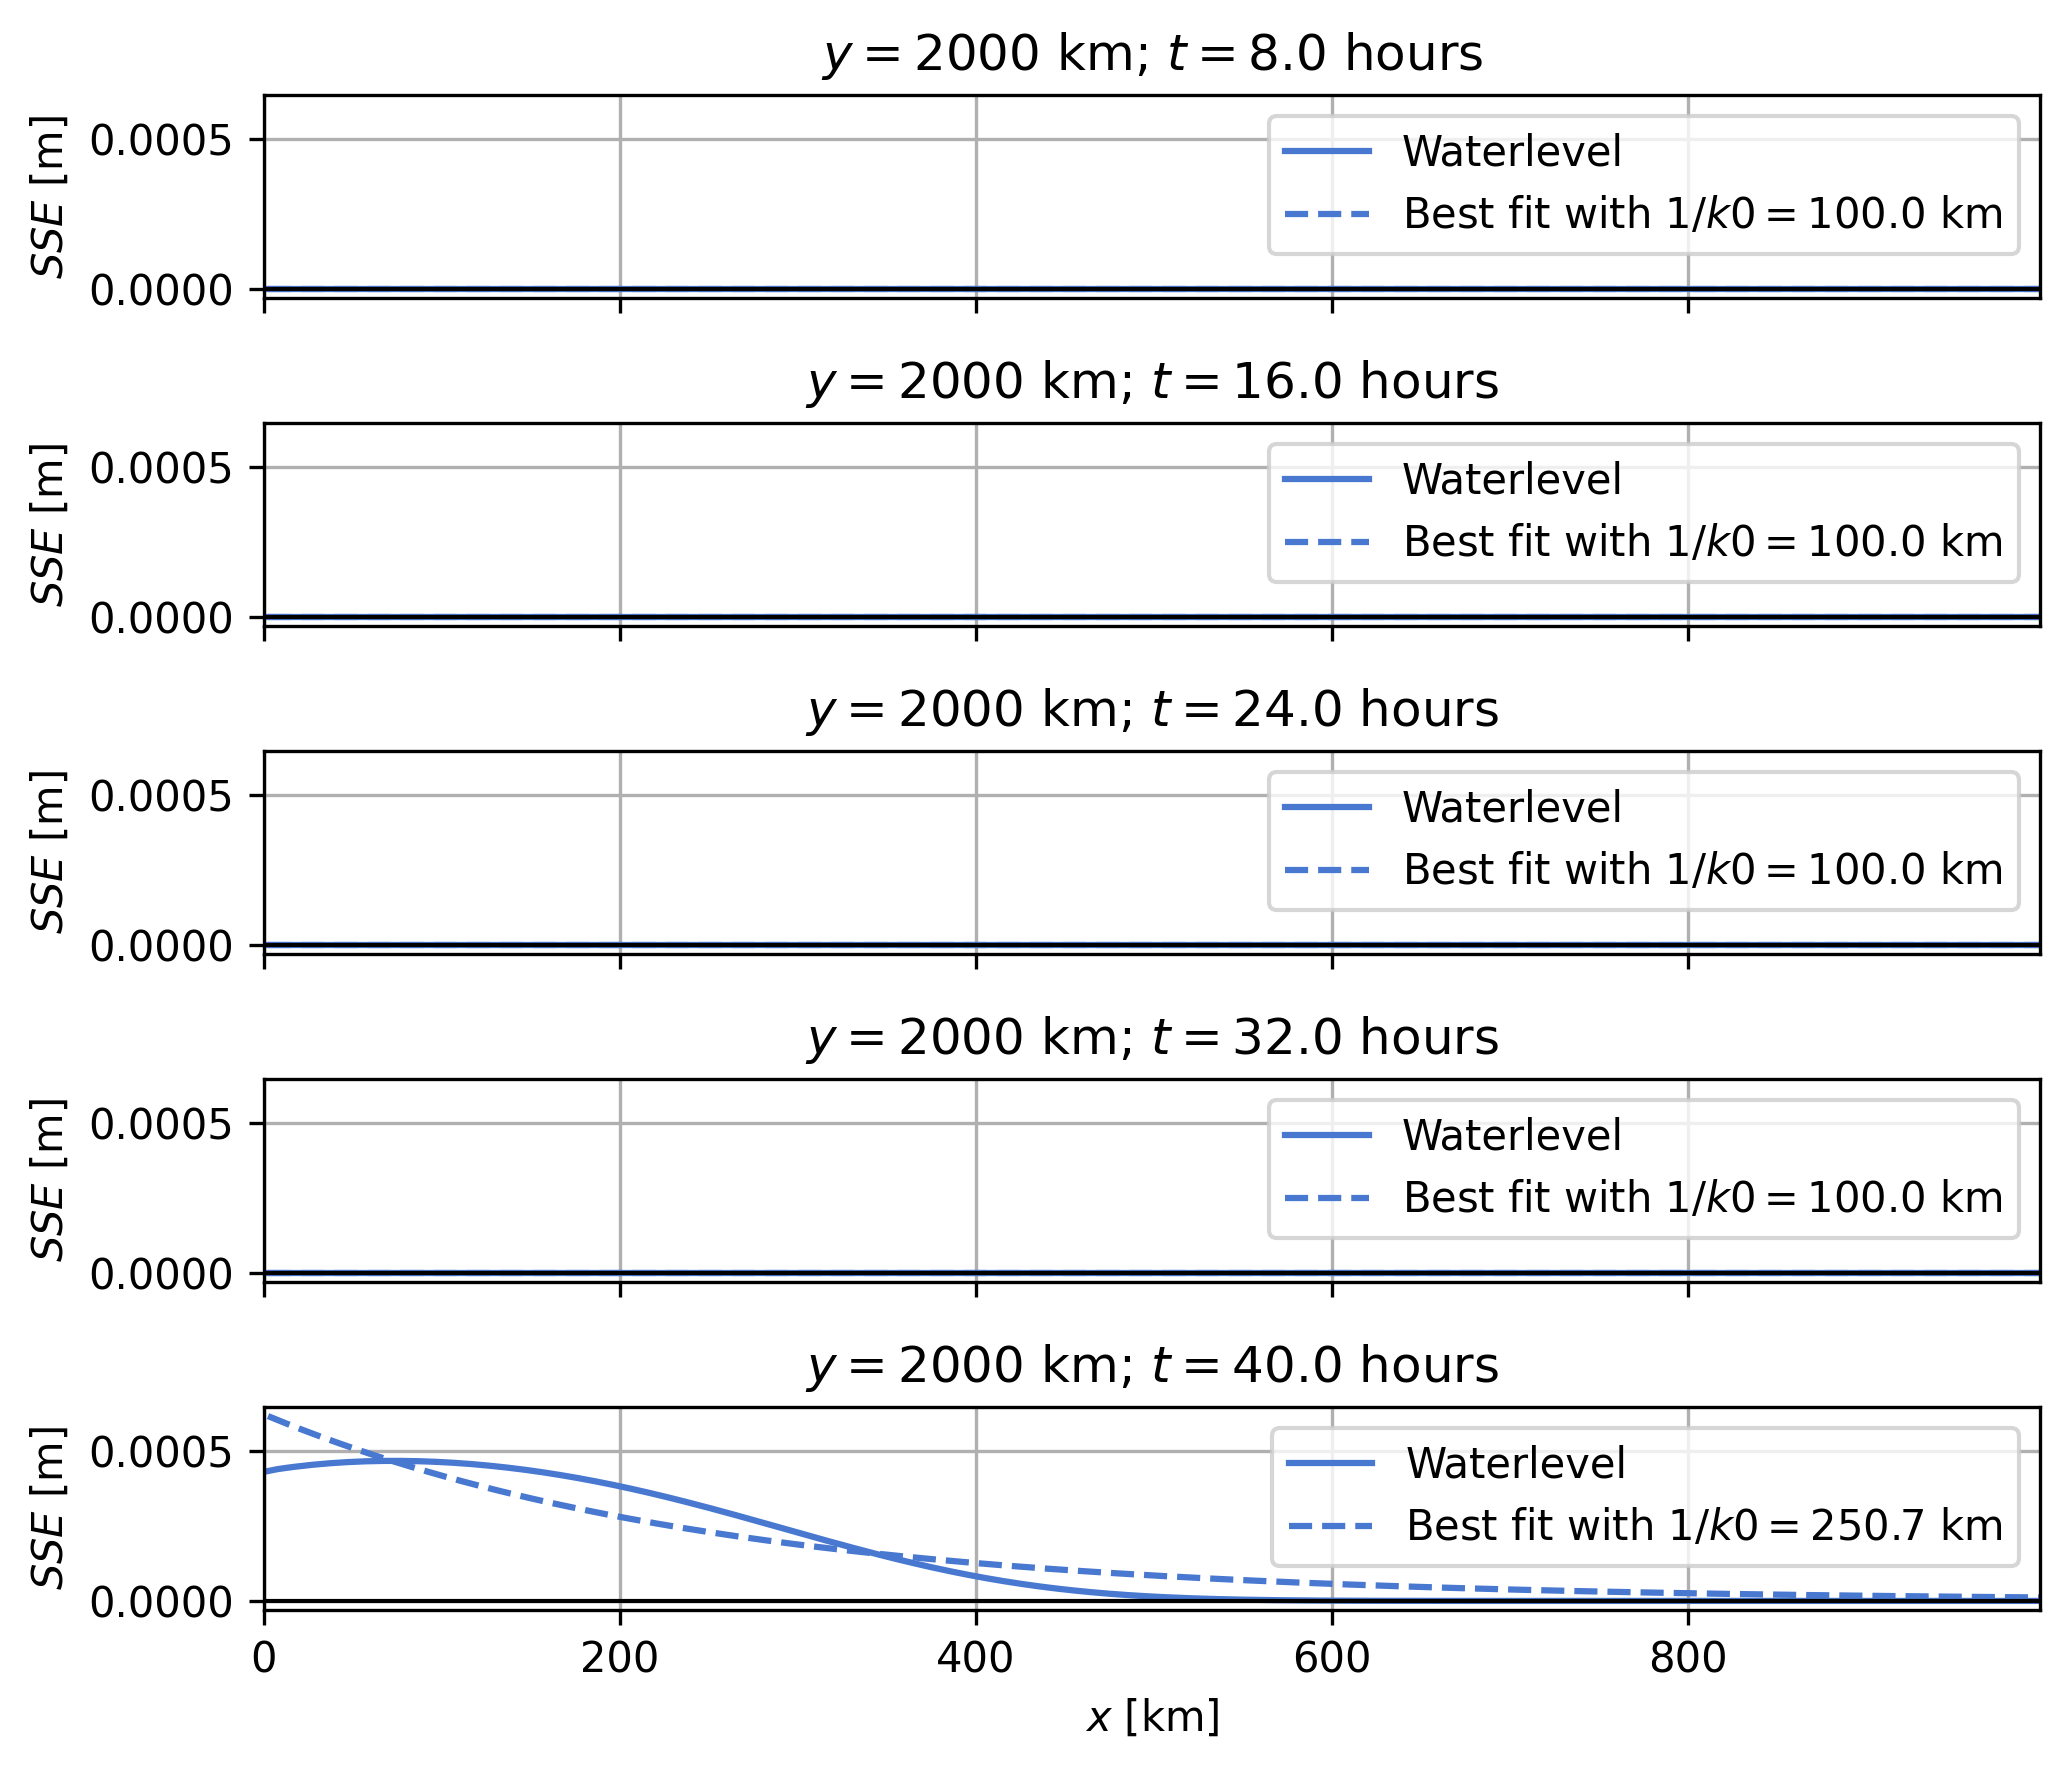 y = 2000 km; t = 8.0 hours
SSE [m]
0.0005
0.0000
Waterlevel
Best fit with 1/k0 = 100.0 km
y = 2000 km; t = 16.0 hours
SSE [m]
0.0005
0.0000
Waterlevel
Best fit with 1/k0 = 100.0 km
y = 2000 km; t = 24.0 hours
SSE [m]
0.0005
0.0000
Waterlevel
Best fit with 1/k0 = 100.0 km
y = 2000 km; t = 32.0 hours
SSE [m]
0.0005
0.0000
Waterlevel
Best fit with 1/k0 = 100.0 km
y = 2000 km; t = 40.0 hours
SSE [m]
0.0005
0.0000
Waterlevel
Best fit with 1/k0 = 250.7 km
0 200 400 600 800
x [km]